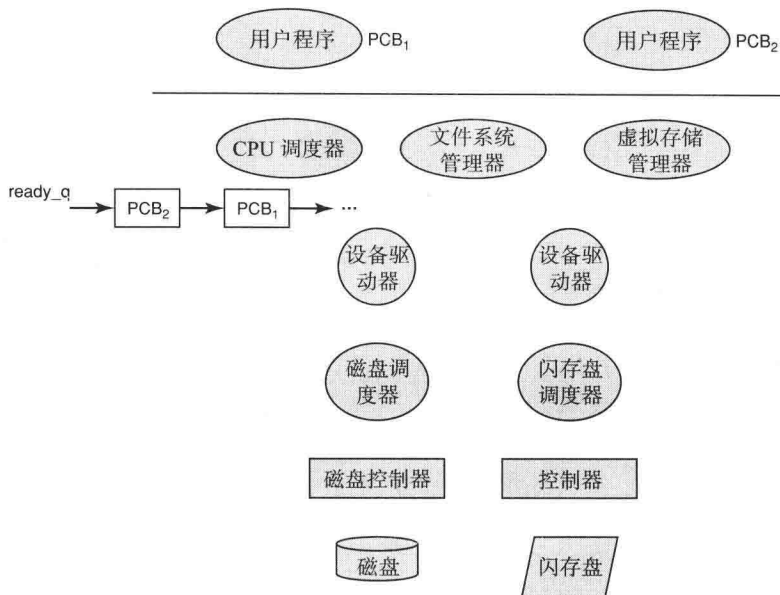 用户程序 PCB₁
用户程序 PCB₂
CPU 调度器
文件系统
管理器
虚拟存储
管理器
ready_q
PCB₂
PCB₁
...
设备驱
动器
设备驱
动器
磁盘调
度器
闪存盘
调度器
磁盘控制器
控制器
磁盘
闪存盘